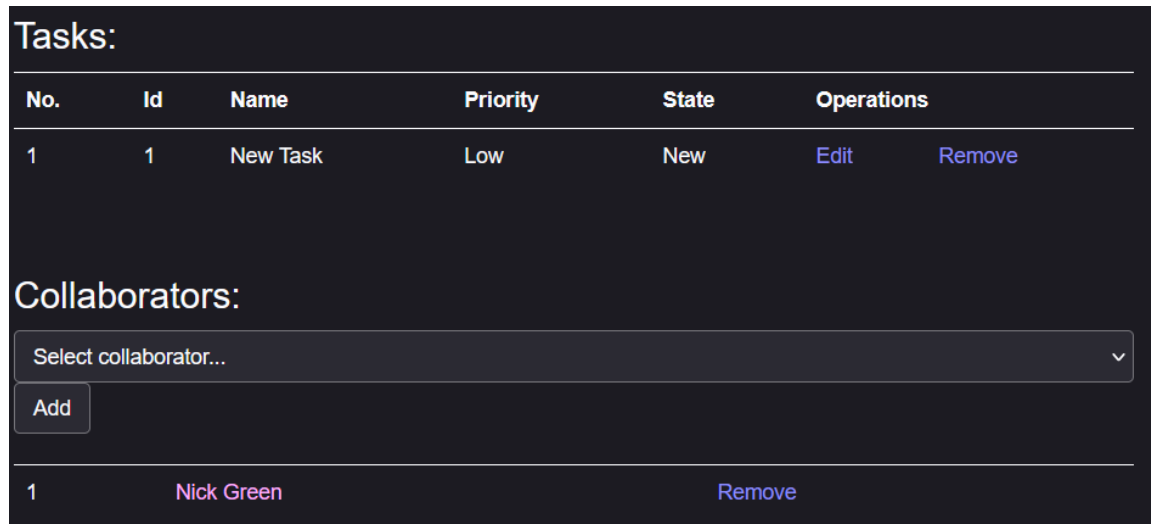 Tasks:
No. Id Name Priority State Operations
1 1 New Task Low New Edit Remove
Collaborators:
Select collaborator...
Add
1 Nick Green Remove